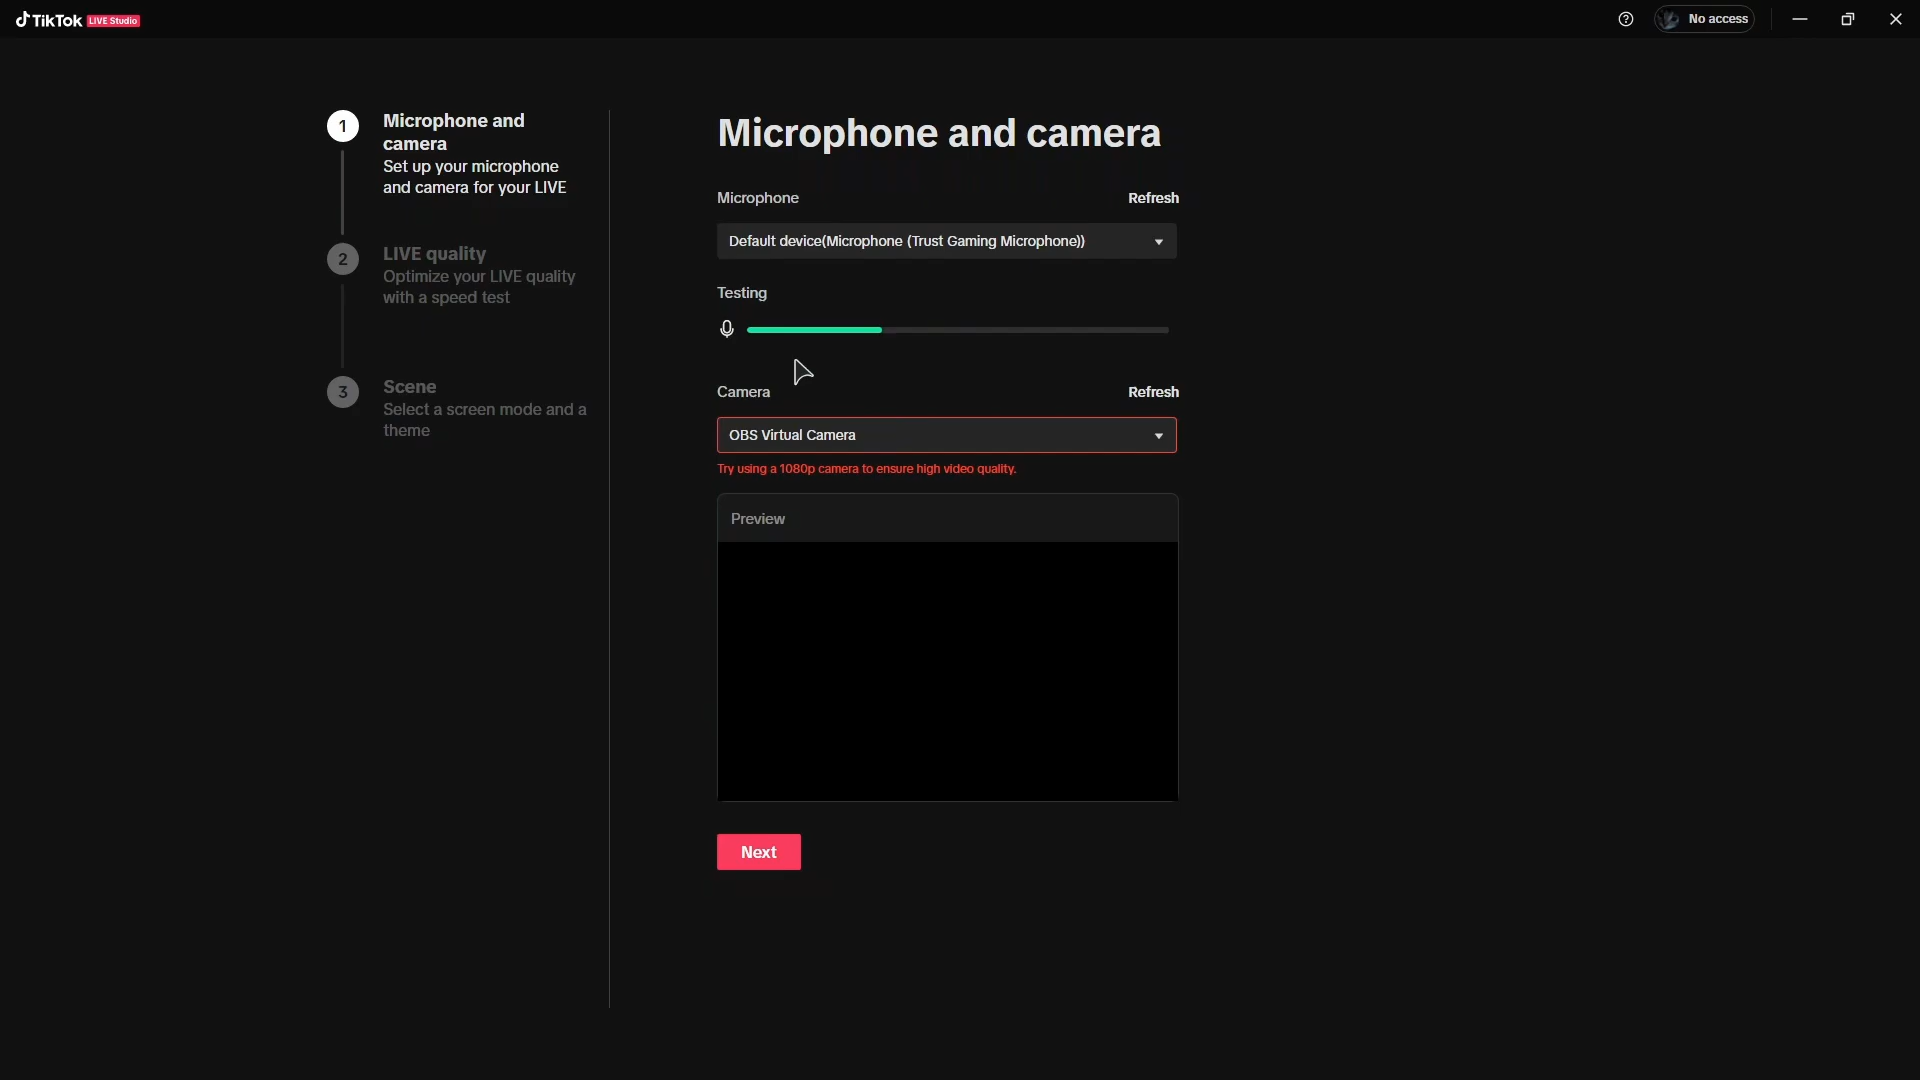 TikTok LIVE Studio
No access
1
Microphone and
camera
Set up your microphone
and camera for your LIVE
2
LIVE quality
Optimize your LIVE quality
with a speed test
3
Scene
Select a screen mode and a
theme
Microphone and camera
Microphone
Refresh
Default device(Microphone (Trust Gaming Microphone))
Testing
Camera
Refresh
OBS Virtual Camera
Try using a 1080p camera to ensure high video quality.
Preview
Next